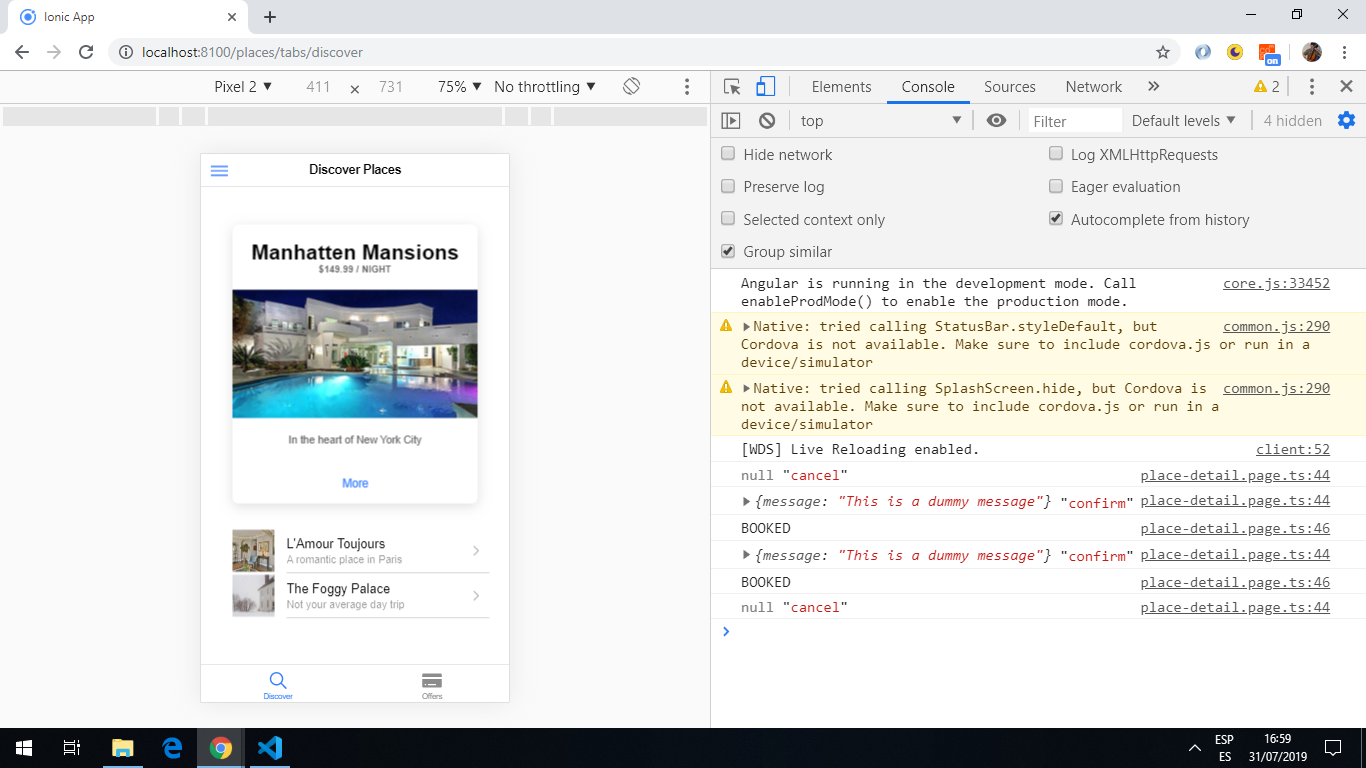 Ionic App
localhost:8100/places/tabs/discover
on
Pixel 2 ▼ 411 × 731 75% ▼ No throttling ▼
Elements Console Sources Network » 2
top ▼ Filter Default levels ▼ 4 hidden
Hide network
Log XMLHttpRequests
Preserve log
Eager evaluation
Selected context only
Autocomplete from history
Group similar
Discover Places
Manhatten Mansions
$149.99 / NIGHT
In the heart of New York City
More
L'Amour Toujours
A romantic place in Paris
The Foggy Palace
Not your average day trip
Discover
Offers
Angular is running in the development mode. Call core.js:33452
enableProdMode() to enable the production mode.
Native: tried calling StatusBar.styleDefault, but common.js:290
Cordova is not available. Make sure to include cordova.js or run in a
device/simulator
Native: tried calling SplashScreen.hide, but Cordova is common.js:290
not available. Make sure to include cordova.js or run in a
device/simulator
[WDS] Live Reloading enabled. client:52
null "cancel" place-detail.page.ts:44
{message: "This is a dummy message"} "confirm" place-detail.page.ts:44
BOOKED place-detail.page.ts:46
{message: "This is a dummy message"} "confirm" place-detail.page.ts:44
BOOKED place-detail.page.ts:46
null "cancel" place-detail.page.ts:44
ESP 16:59
ES 31/07/2019